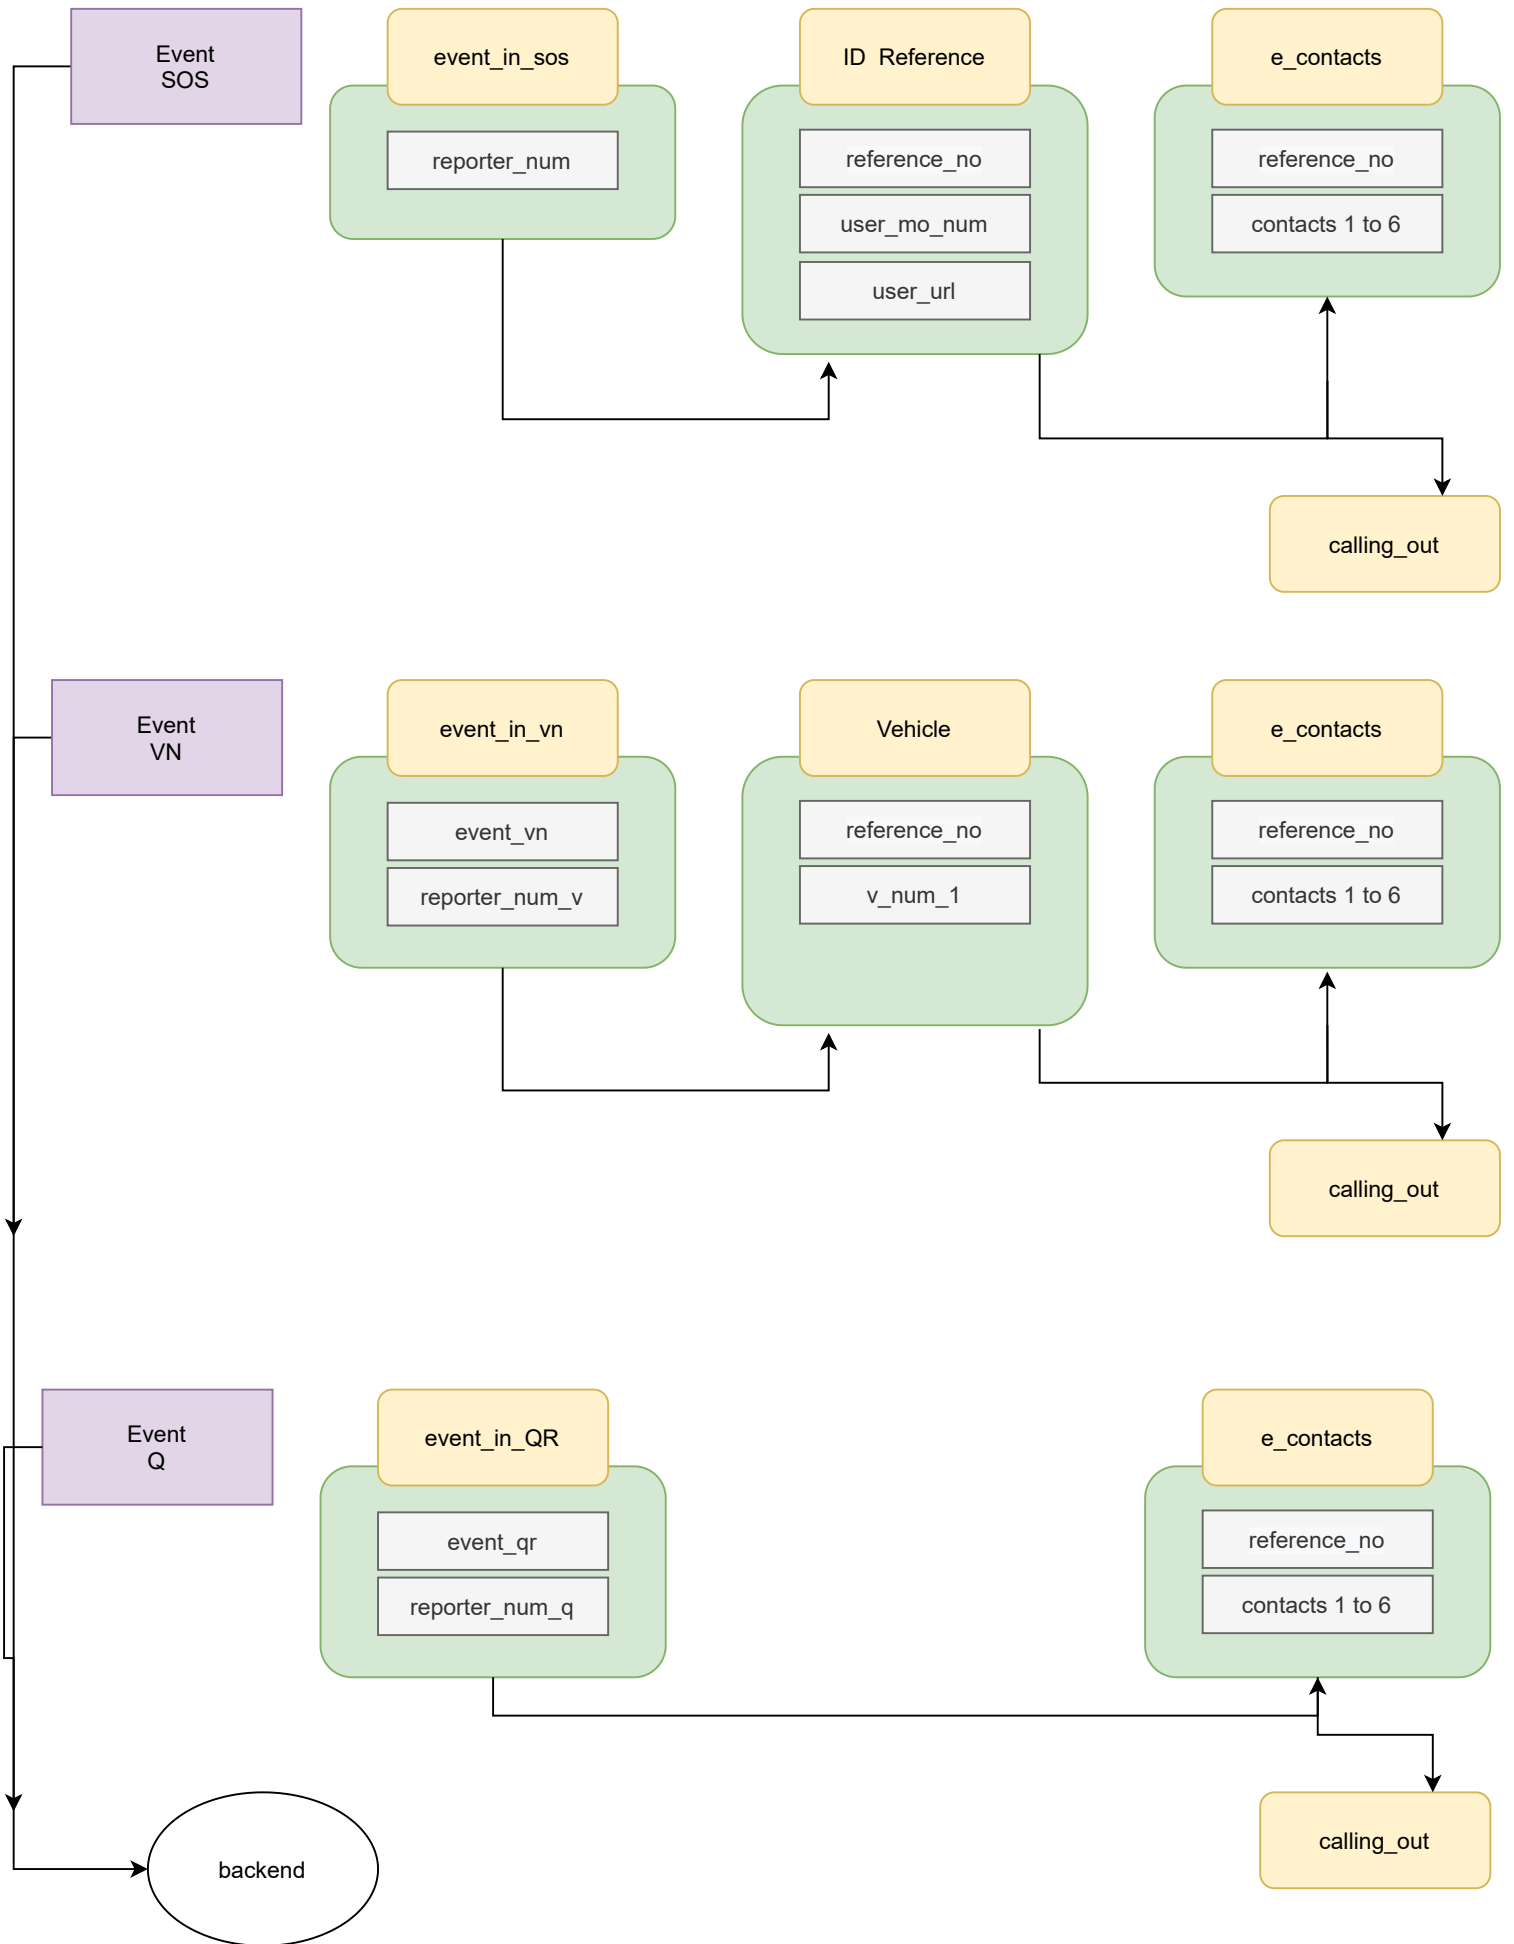 Event
SOS
event_in_sos
reporter_num
ID  Reference
reference_no
user_mo_num
user_url
e_contacts
reference_no
contacts 1 to 6
calling_out
Event
VN
event_in_vn
event_vn
reporter_num_v
Vehicle
reference_no
v_num_1
e_contacts
reference_no
contacts 1 to 6
calling_out
Event
Q
event_in_QR
event_qr
reporter_num_q
e_contacts
reference_no
contacts 1 to 6
calling_out
backend